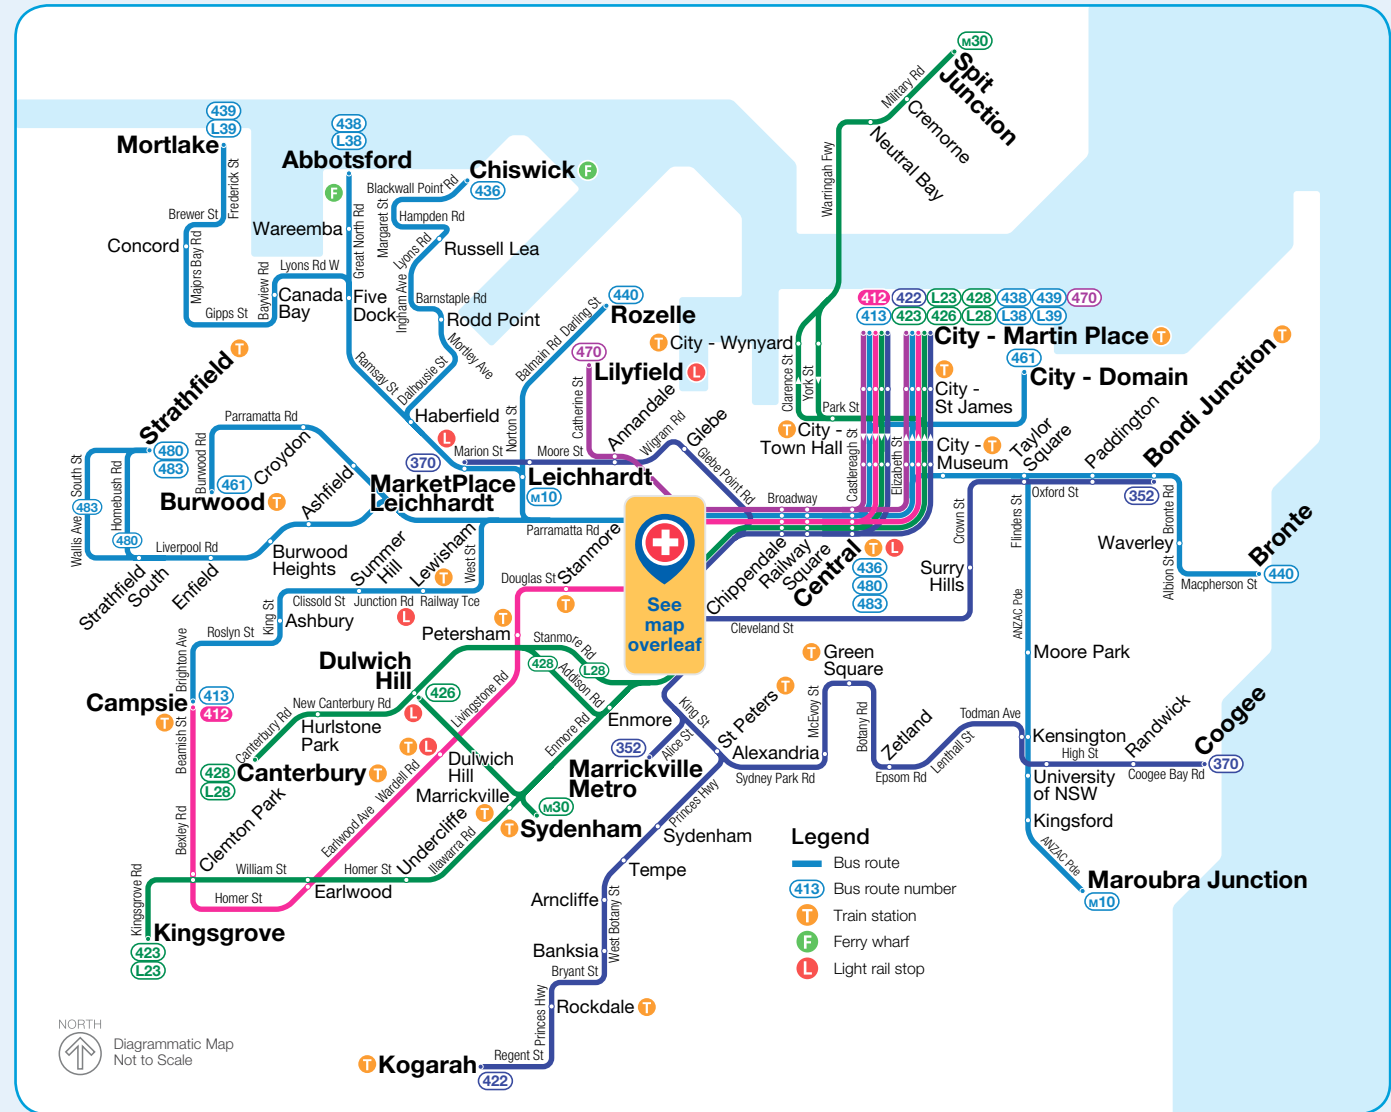 M30
Spit
Junction
Military Rd
Cremorne
Neutral Bay
Warringah Fwy
439
L39
Mortlake
Frederick St
Brewer St
Concord
Majors Bay Rd
Gipps St
Bayview Rd
438
L38
Abbotsford
F
Wareemba
Great North Rd
Lyons Rd W
Canada
Bay
Five
Dock
Chiswick F
436
Blackwall Point Rd
Margaret St
Hampden Rd
Lyons Rd
Russell Lea
Ingham Ave
Barnstaple Rd
Rodd Point
Mortley Ave
Ramsay St
Dalhousie St
Haberfield
L
440
Rozelle
Darling St
Balmain Rd
Norton St
470
Lilyfield L
Catherine St
Annandale
Wigram Rd
Glebe
Glebe Point Rd
T City - Wynyard
Clarence St
York St
Park St
T City -
Town Hall
412 422 L23 428 438 439 470
413 423 426 L28 L38 L39
City - Martin Place T
T
City -
St James
461
City - Domain
City - T
Museum
Castlereagh St
Elizabeth St
Taylor
Square
Paddington
Bondi Junction T
352
Oxford St
Bronte Rd
Waverley
Albion St
Macpherson St
Bronte
440
Crown St
Flinders St
Surry
Hills
Cleveland St
ANZAC Pde
Moore Park
Strathfield T
480
483
Parramatta Rd
Burwood Rd
Croydon
Ashfield
461
Burwood T
Wallis Ave
South St
483
Homebush Rd
480
Liverpool Rd
Strathfield
South
Enfield
Burwood
Heights
370
Marion St
Moore St
MarketPlace
Leichhardt
Leichhardt
M10
Parramatta Rd
Broadway
Chippendale
Railway
Square
Central T L
436
480
483
Stanmore
T
Douglas St
Summer
Hill
Lewisham
T
West St
Clissold St
Junction Rd
Railway Tce
L
King St
Ashbury
Roslyn St
Brighton Ave
See
map
overleaf
T
Petersham
Stanmore Rd
428
L28
Addison Rd
Dulwich
Hill
426
L
New Canterbury Rd
Livingstone Rd
Hurlstone
Park
Canterbury Rd
428
L28
Canterbury T
Campsie
T
413
412
Beamish St
Bexley Rd
Clemton Park
T L
Dulwich
Hill
Wardell Rd
Earlwood Ave
Enmore
Enmore Rd
Marrickville
T
Undercliffe
Illawarra Rd
M30
T Sydenham
William St
Homer St
Homer St
Earlwood
Kingsgrove Rd
Kingsgrove
423
L23
King St
Alice St
352
Marrickville
Metro
St Peters T
Princes Hwy
Sydenham
Tempe
Alexandria
Sydney Park Rd
McEvoy St
T Green
Square
Botany Rd
Zetland
Epsom Rd
Lenthall St
Todman Ave
Kensington
High St
Randwick
Coogee Bay Rd
Coogee
370
University
of NSW
Kingsford
ANZAC Pde
Maroubra Junction
M10
Arncliffe
West Botany St
Banksia
Bryant St
Princes Hwy
Rockdale T
Regent St
T Kogarah
422
Legend
Bus route
413 Bus route number
T Train station
F Ferry wharf
L Light rail stop
NORTH
Diagrammatic Map
Not to Scale